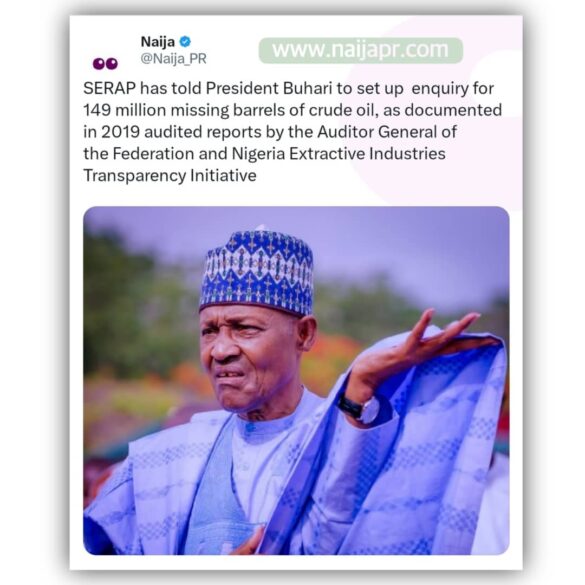 Naija
@Naija_PR
www.naijapr.com
SERAP has told President Buhari to set up enquiry for
149 million missing barrels of crude oil, as documented
in 2019 audited reports by the Auditor General of
the Federation and Nigeria Extractive Industries
Transparency Initiative